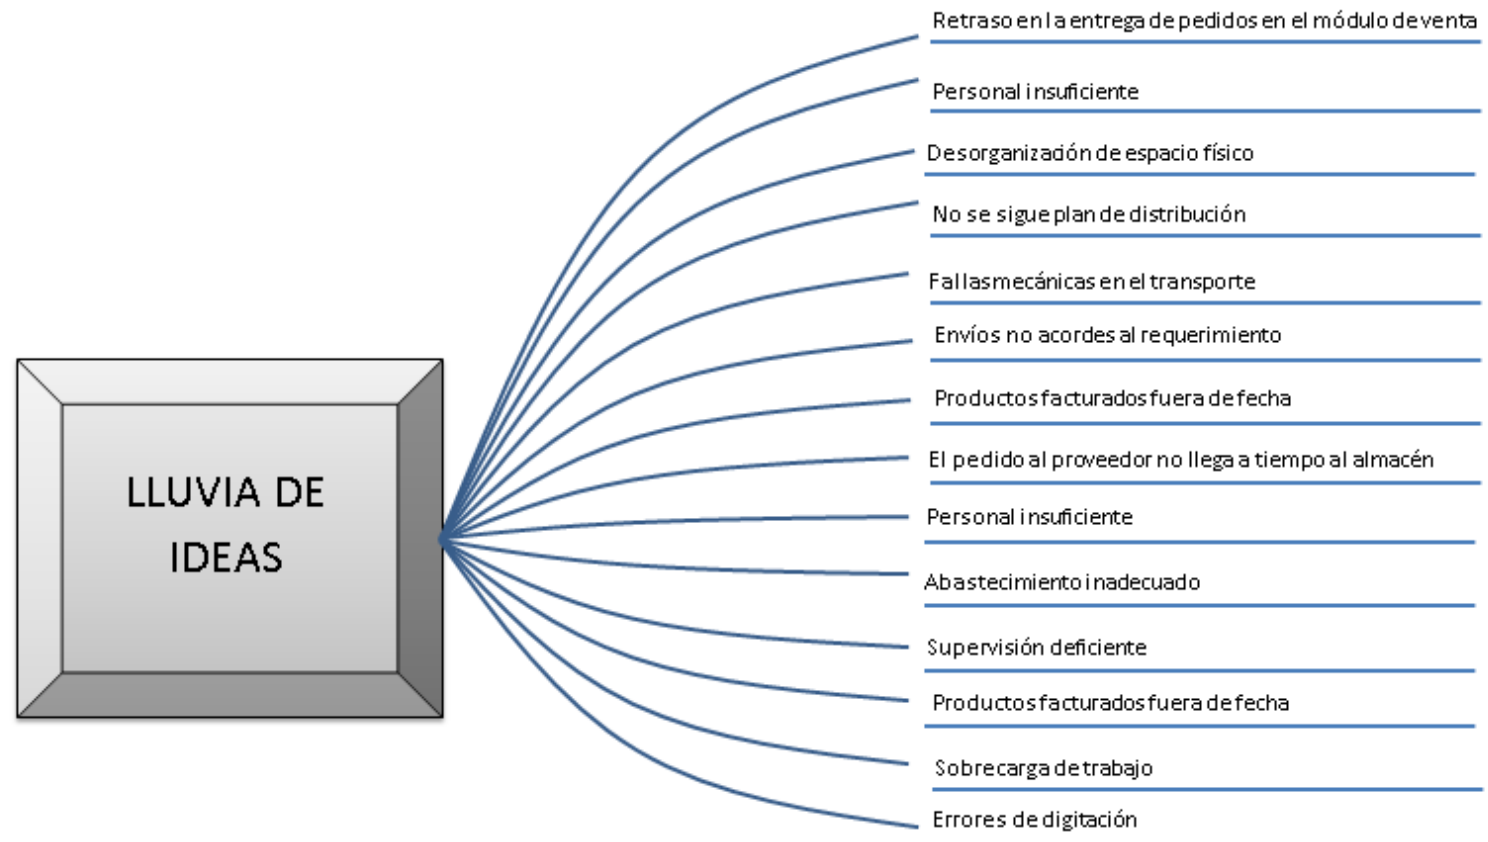 Retraso en la entrega de pedidos en el módulo de venta
Personal insuficiente
Desorganización de espacio físico
No se sigue plan de distribución
Fallas mecánicas en el transporte
Envíos no acordes al requerimiento
Productos facturados fuera de fecha
El pedido al proveedor no llega a tiempo al almacén
LLUVIA DE
IDEAS
Personal insuficiente
Abastecimiento inadecuado
Supervisión deficiente
Productos facturados fuera de fecha
Sobrecarga de trabajo
Errores de digitación